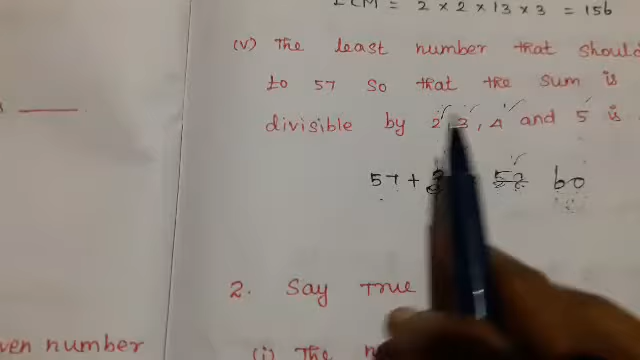 LCM = 2 × 2 × 13 × 3 = 156
(v) The least number that should
to 57 so that the sum is
divisible by 2, 3, 4 and 5 is
57 + 60
2. Say True
ven number
(i) The